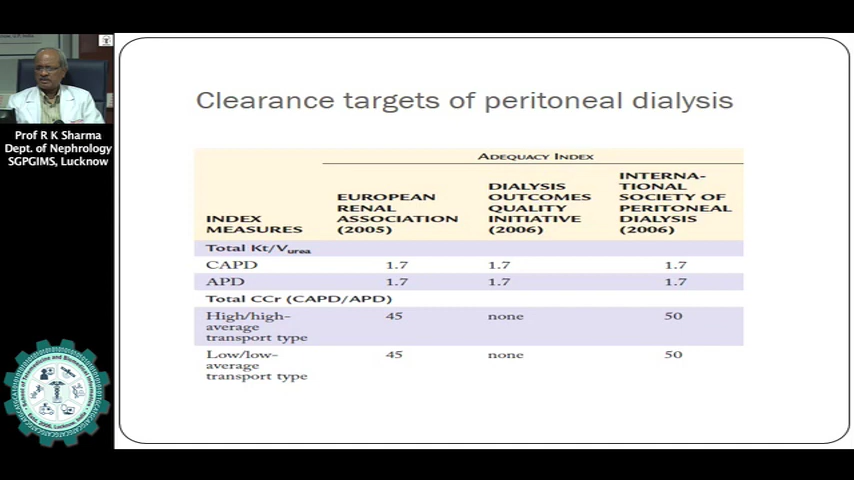 Prof R K Sharma
Dept. of Nephrology
SGPGIMS, Lucknow
Clearance targets of peritoneal dialysis
ADEQUACY INDEX
INDEX MEASURES
EUROPEAN RENAL ASSOCIATION (2005)
DIALYSIS OUTCOMES QUALITY INITIATIVE (2006)
INTERNA-TIONAL SOCIETY OF PERITONEAL DIALYSIS (2006)
Total Kt/Vurea
CAPD 1.7 1.7 1.7
APD 1.7 1.7 1.7
Total CCr (CAPD/APD)
High/high-average transport type 45 none 50
Low/low-average transport type 45 none 50